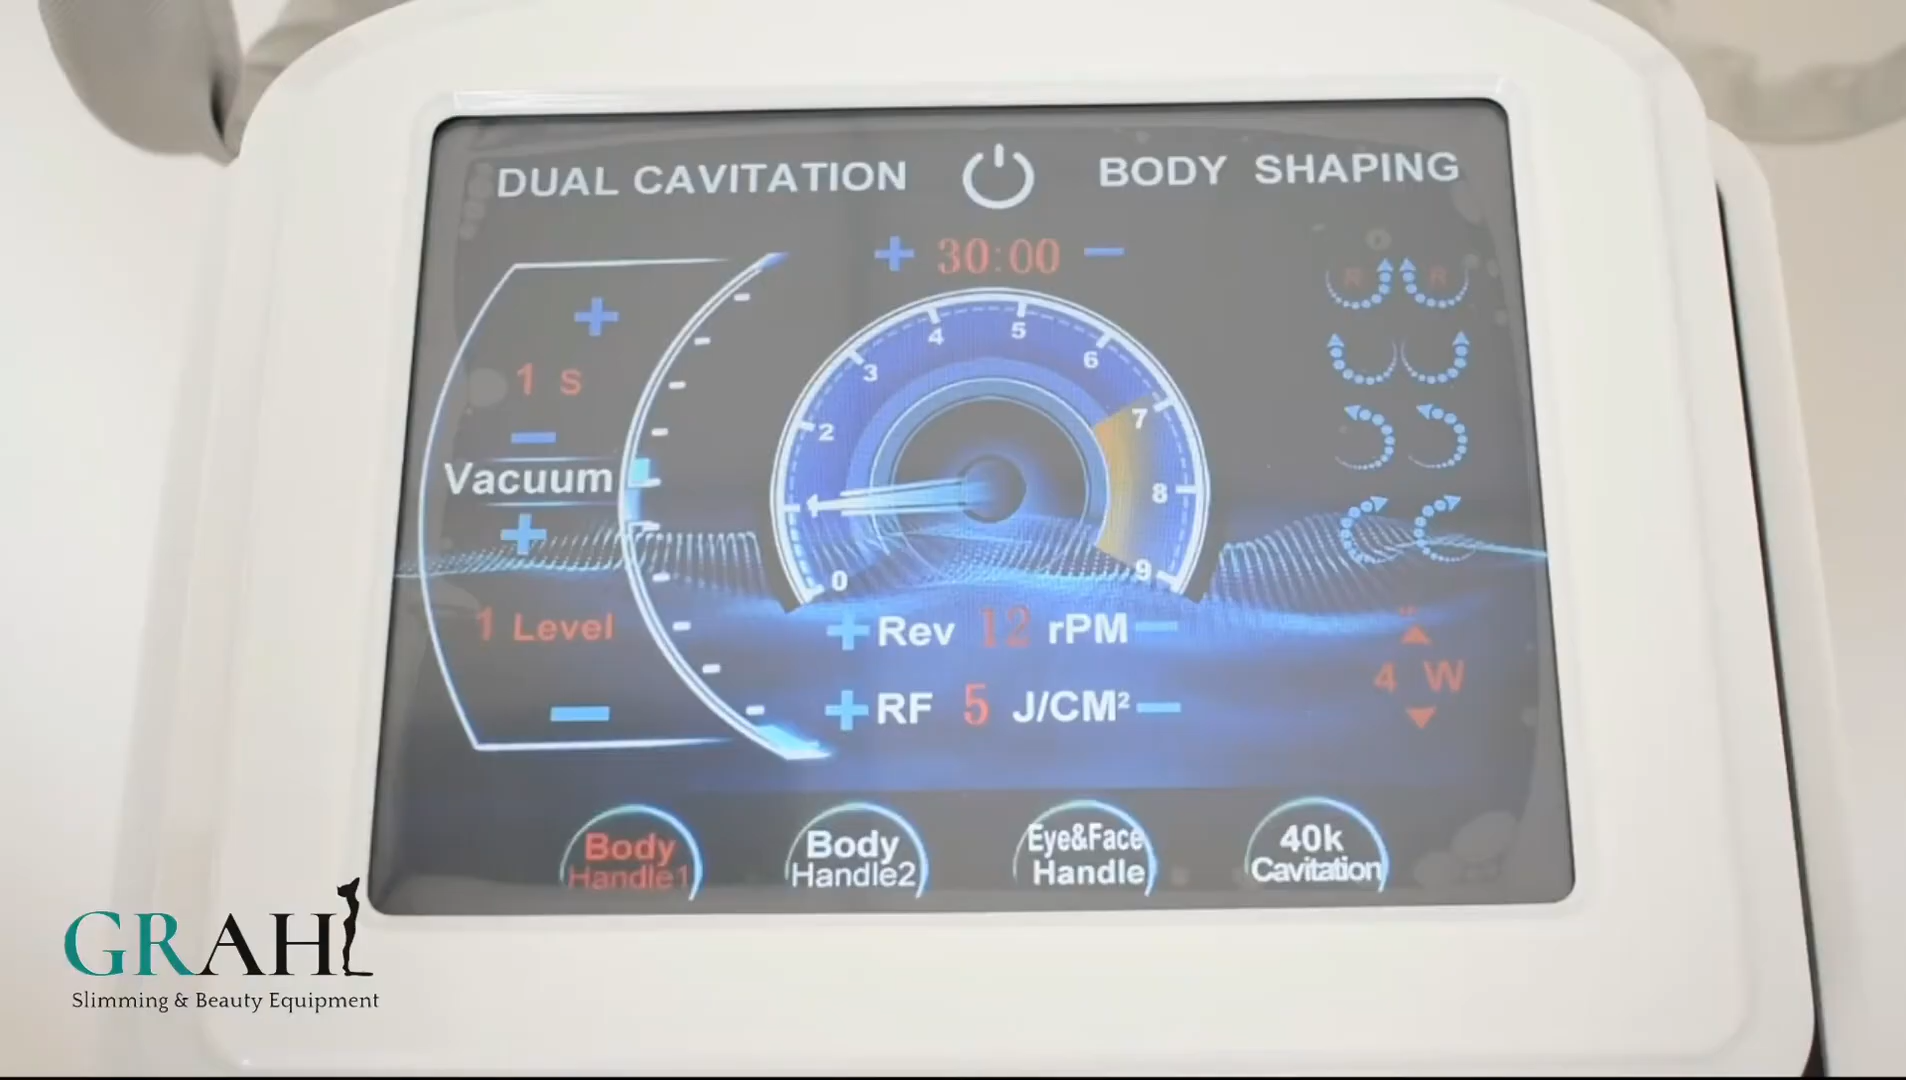 DUAL CAVITATION
BODY SHAPING
+ 30:00 −
+
1 S
−
Vacuum
+
1 Level
−
0
1
2
3
4
5
6
7
8
9
R R
+ Rev 12 rPM −
+ RF 5 J/CM² −
4 W
Body
Handle1
Body
Handle2
Eye&Face
Handle
40k
Cavitation
GRAHL
Slimming & Beauty Equipment